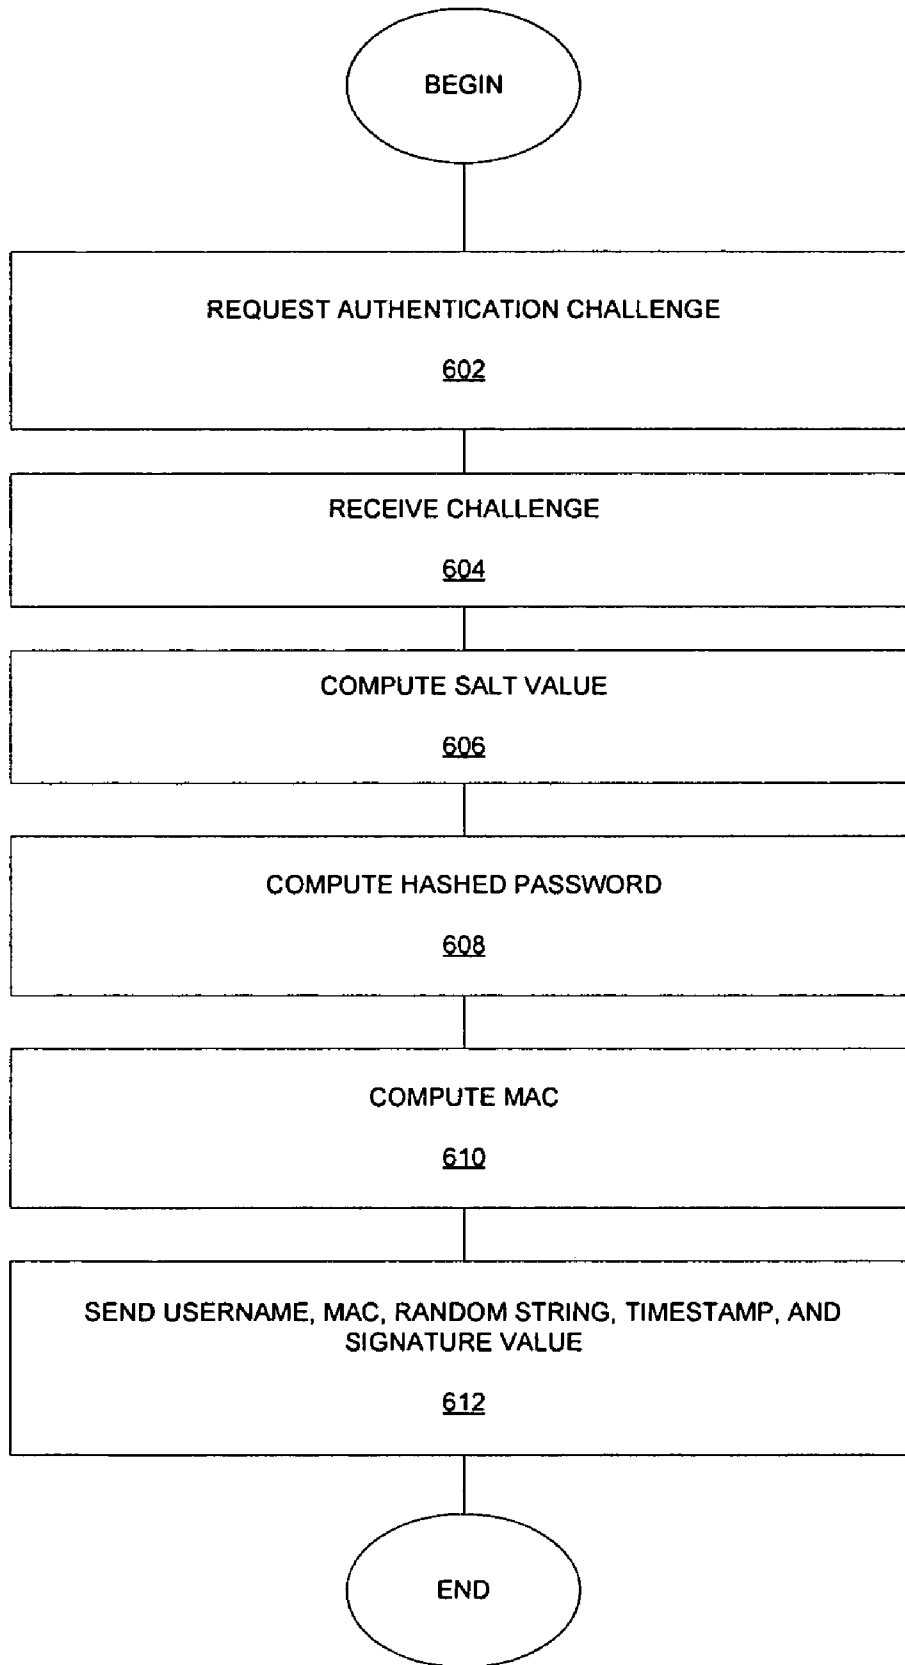 BEGIN
REQUEST AUTHENTICATION CHALLENGE
602
RECEIVE CHALLENGE
604
COMPUTE SALT VALUE
606
COMPUTE HASHED PASSWORD
608
COMPUTE MAC
610
SEND USERNAME, MAC, RANDOM STRING, TIMESTAMP, AND
SIGNATURE VALUE
612
END